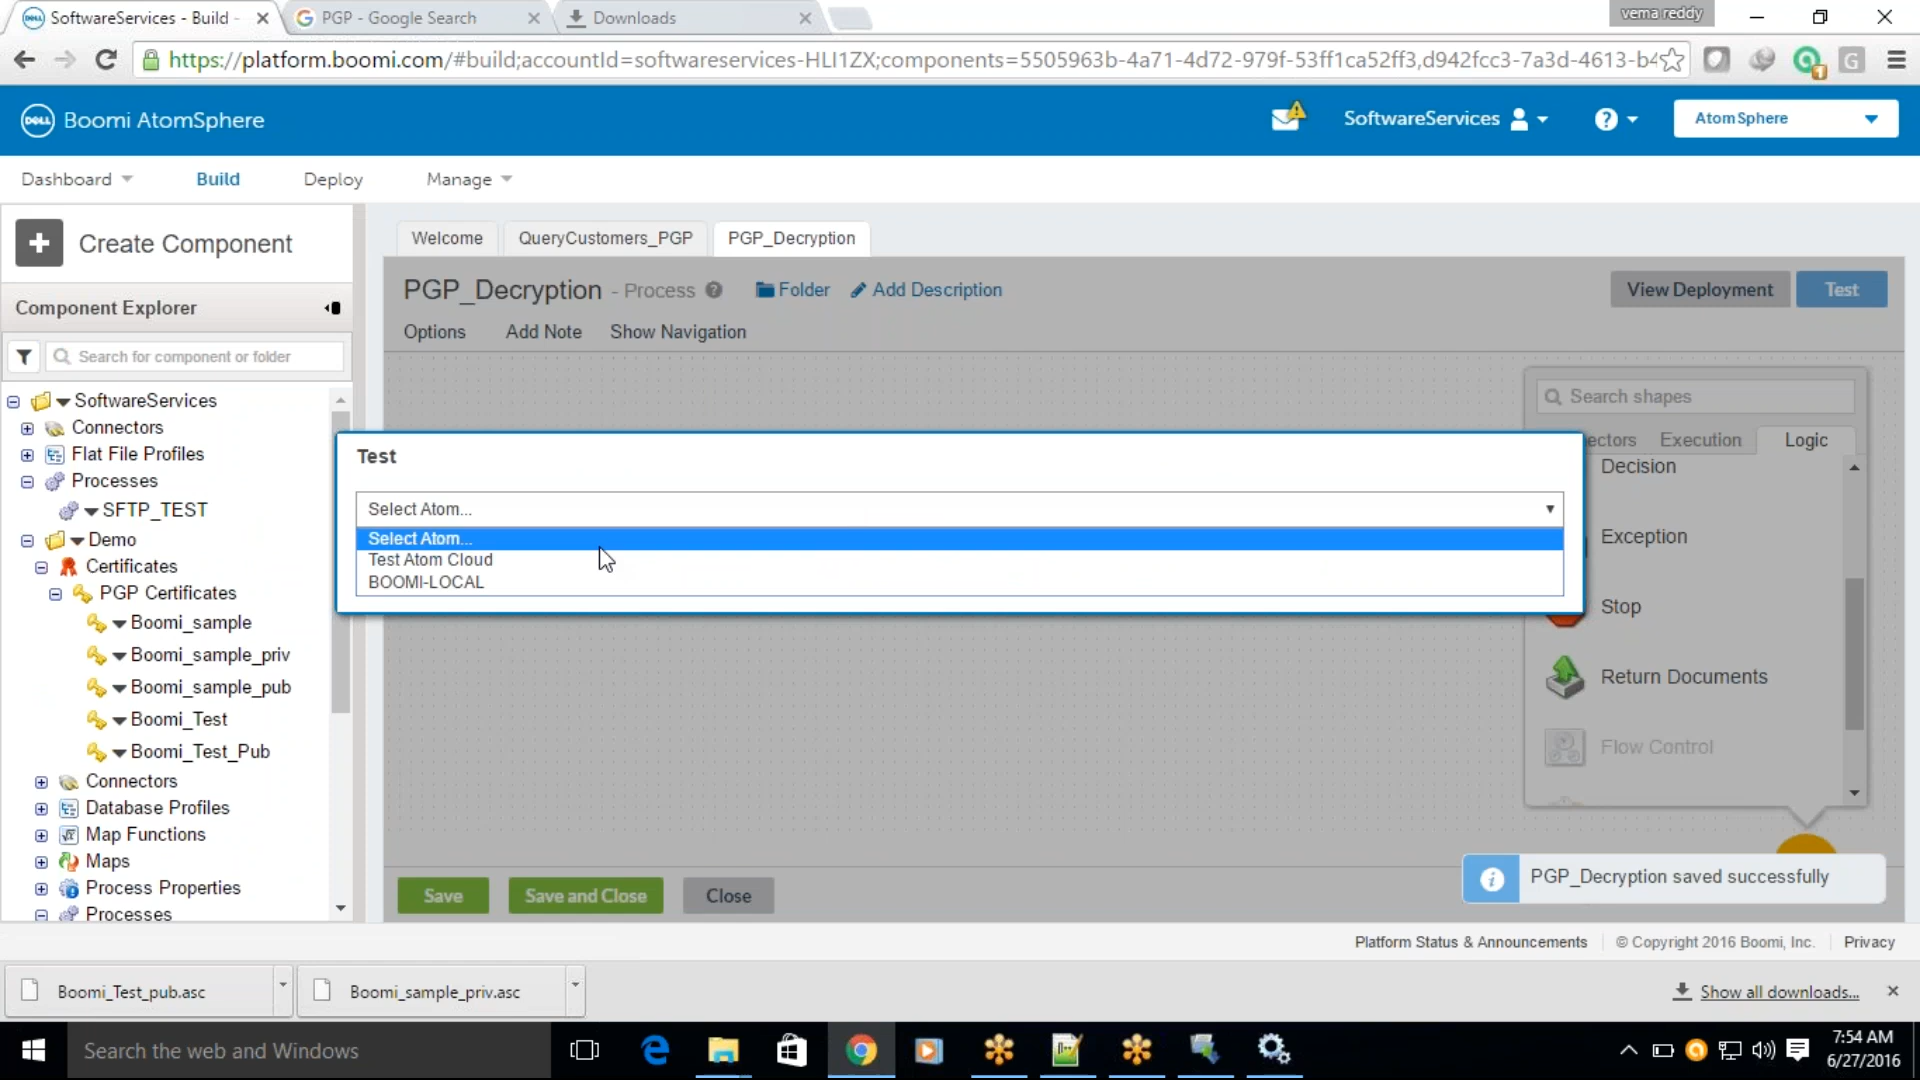 SoftwareServices - Build -
PGP - Google Search
Downloads
vema reddy
https://platform.boomi.com/#build;accountId=softwareservices-HLI1ZX;components=5505963b-4a71-4d72-979f-53ff1ca52ff3,d942fcc3-7a3d-4613-b4
DELL
Boomi AtomSphere
SoftwareServices
AtomSphere
Dashboard
Build
Deploy
Manage
Create Component
Welcome
QueryCustomers_PGP
PGP_Decryption
PGP_Decryption - Process
Folder
Add Description
View Deployment
Test
Options
Add Note
Show Navigation
Component Explorer
Search for component or folder
SoftwareServices
Connectors
Flat File Profiles
Processes
SFTP_TEST
Demo
Certificates
PGP Certificates
Boomi_sample
Boomi_sample_priv
Boomi_sample_pub
Boomi_Test
Boomi_Test_Pub
Connectors
Database Profiles
Map Functions
Maps
Process Properties
Processes
Test
Select Atom...
Select Atom...
Test Atom Cloud
BOOMI-LOCAL
Search shapes
ectors
Execution
Logic
Decision
Exception
Stop
Return Documents
Flow Control
Save
Save and Close
Close
PGP_Decryption saved successfully
Platform Status & Announcements
© Copyright 2016 Boomi, Inc.
Privacy
Boomi_Test_pub.asc
Boomi_sample_priv.asc
Show all downloads...
Search the web and Windows
7:54 AM
6/27/2016